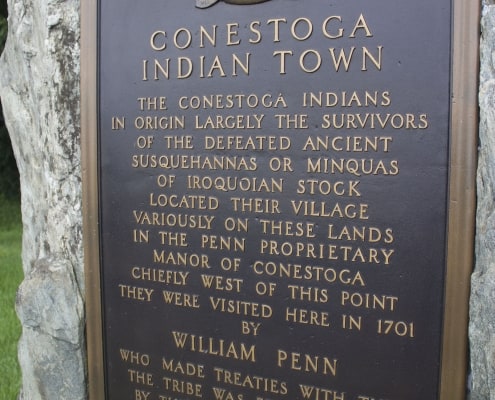 CONESTOGA
INDIAN TOWN
THE CONESTOGA INDIANS
IN ORIGIN LARGELY THE SURVIVORS
OF THE DEFEATED ANCIENT
SUSQUEHANNAS OR MINQUAS
OF IROQUOIAN STOCK
LOCATED THEIR VILLAGE
VARIOUSLY ON THESE LANDS
IN THE PENN PROPRIETARY
MANOR OF CONESTOGA
CHIEFLY WEST OF THIS POINT
THEY WERE VISITED HERE IN 1701
BY
WILLIAM PENN
WHO MADE TREATIES WITH
THE TRIBE WAS
BY